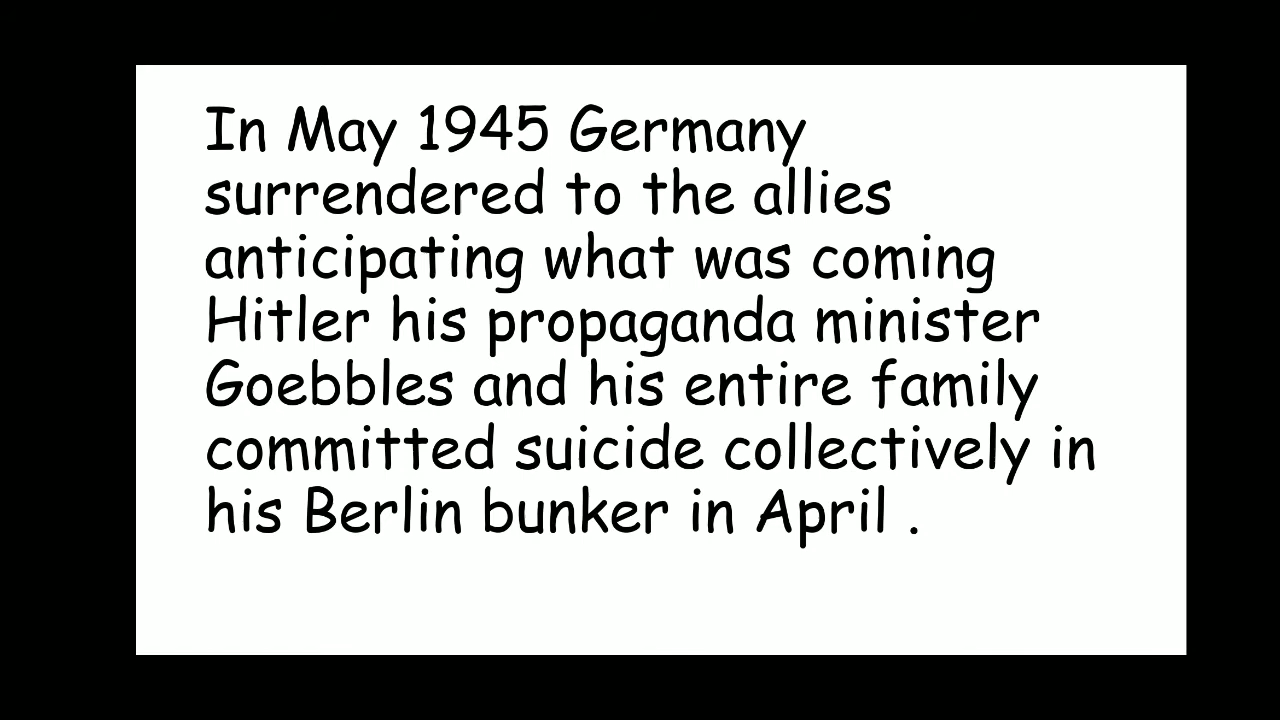 In May 1945 Germany
surrendered to the allies
anticipating what was coming
Hitler his propaganda minister
Goebbles and his entire family
committed suicide collectively in
his Berlin bunker in April .